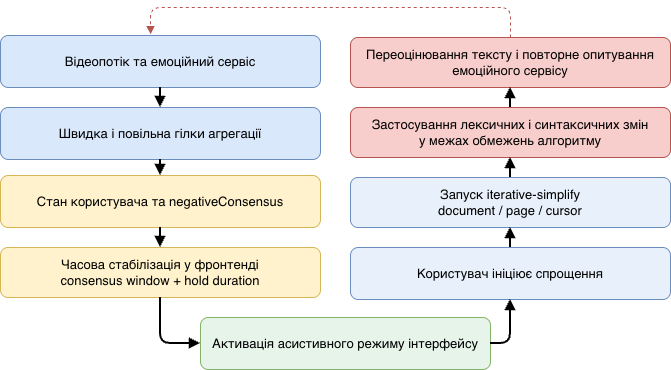 Відеопотік та емоційний сервіс
Швидка і повільна гілки агрегації
Стан користувача та negativeConsensus
Часова стабілізація у фронтенді
consensus window + hold duration
Активація асистивного режиму інтерфейсу
Користувач ініціює спрощення
Запуск iterative-simplify
document / page / cursor
Застосування лексичних і синтаксичних змін
у межах обмежень алгоритму
Переоцінювання тексту і повторне опитування
емоційного сервісу